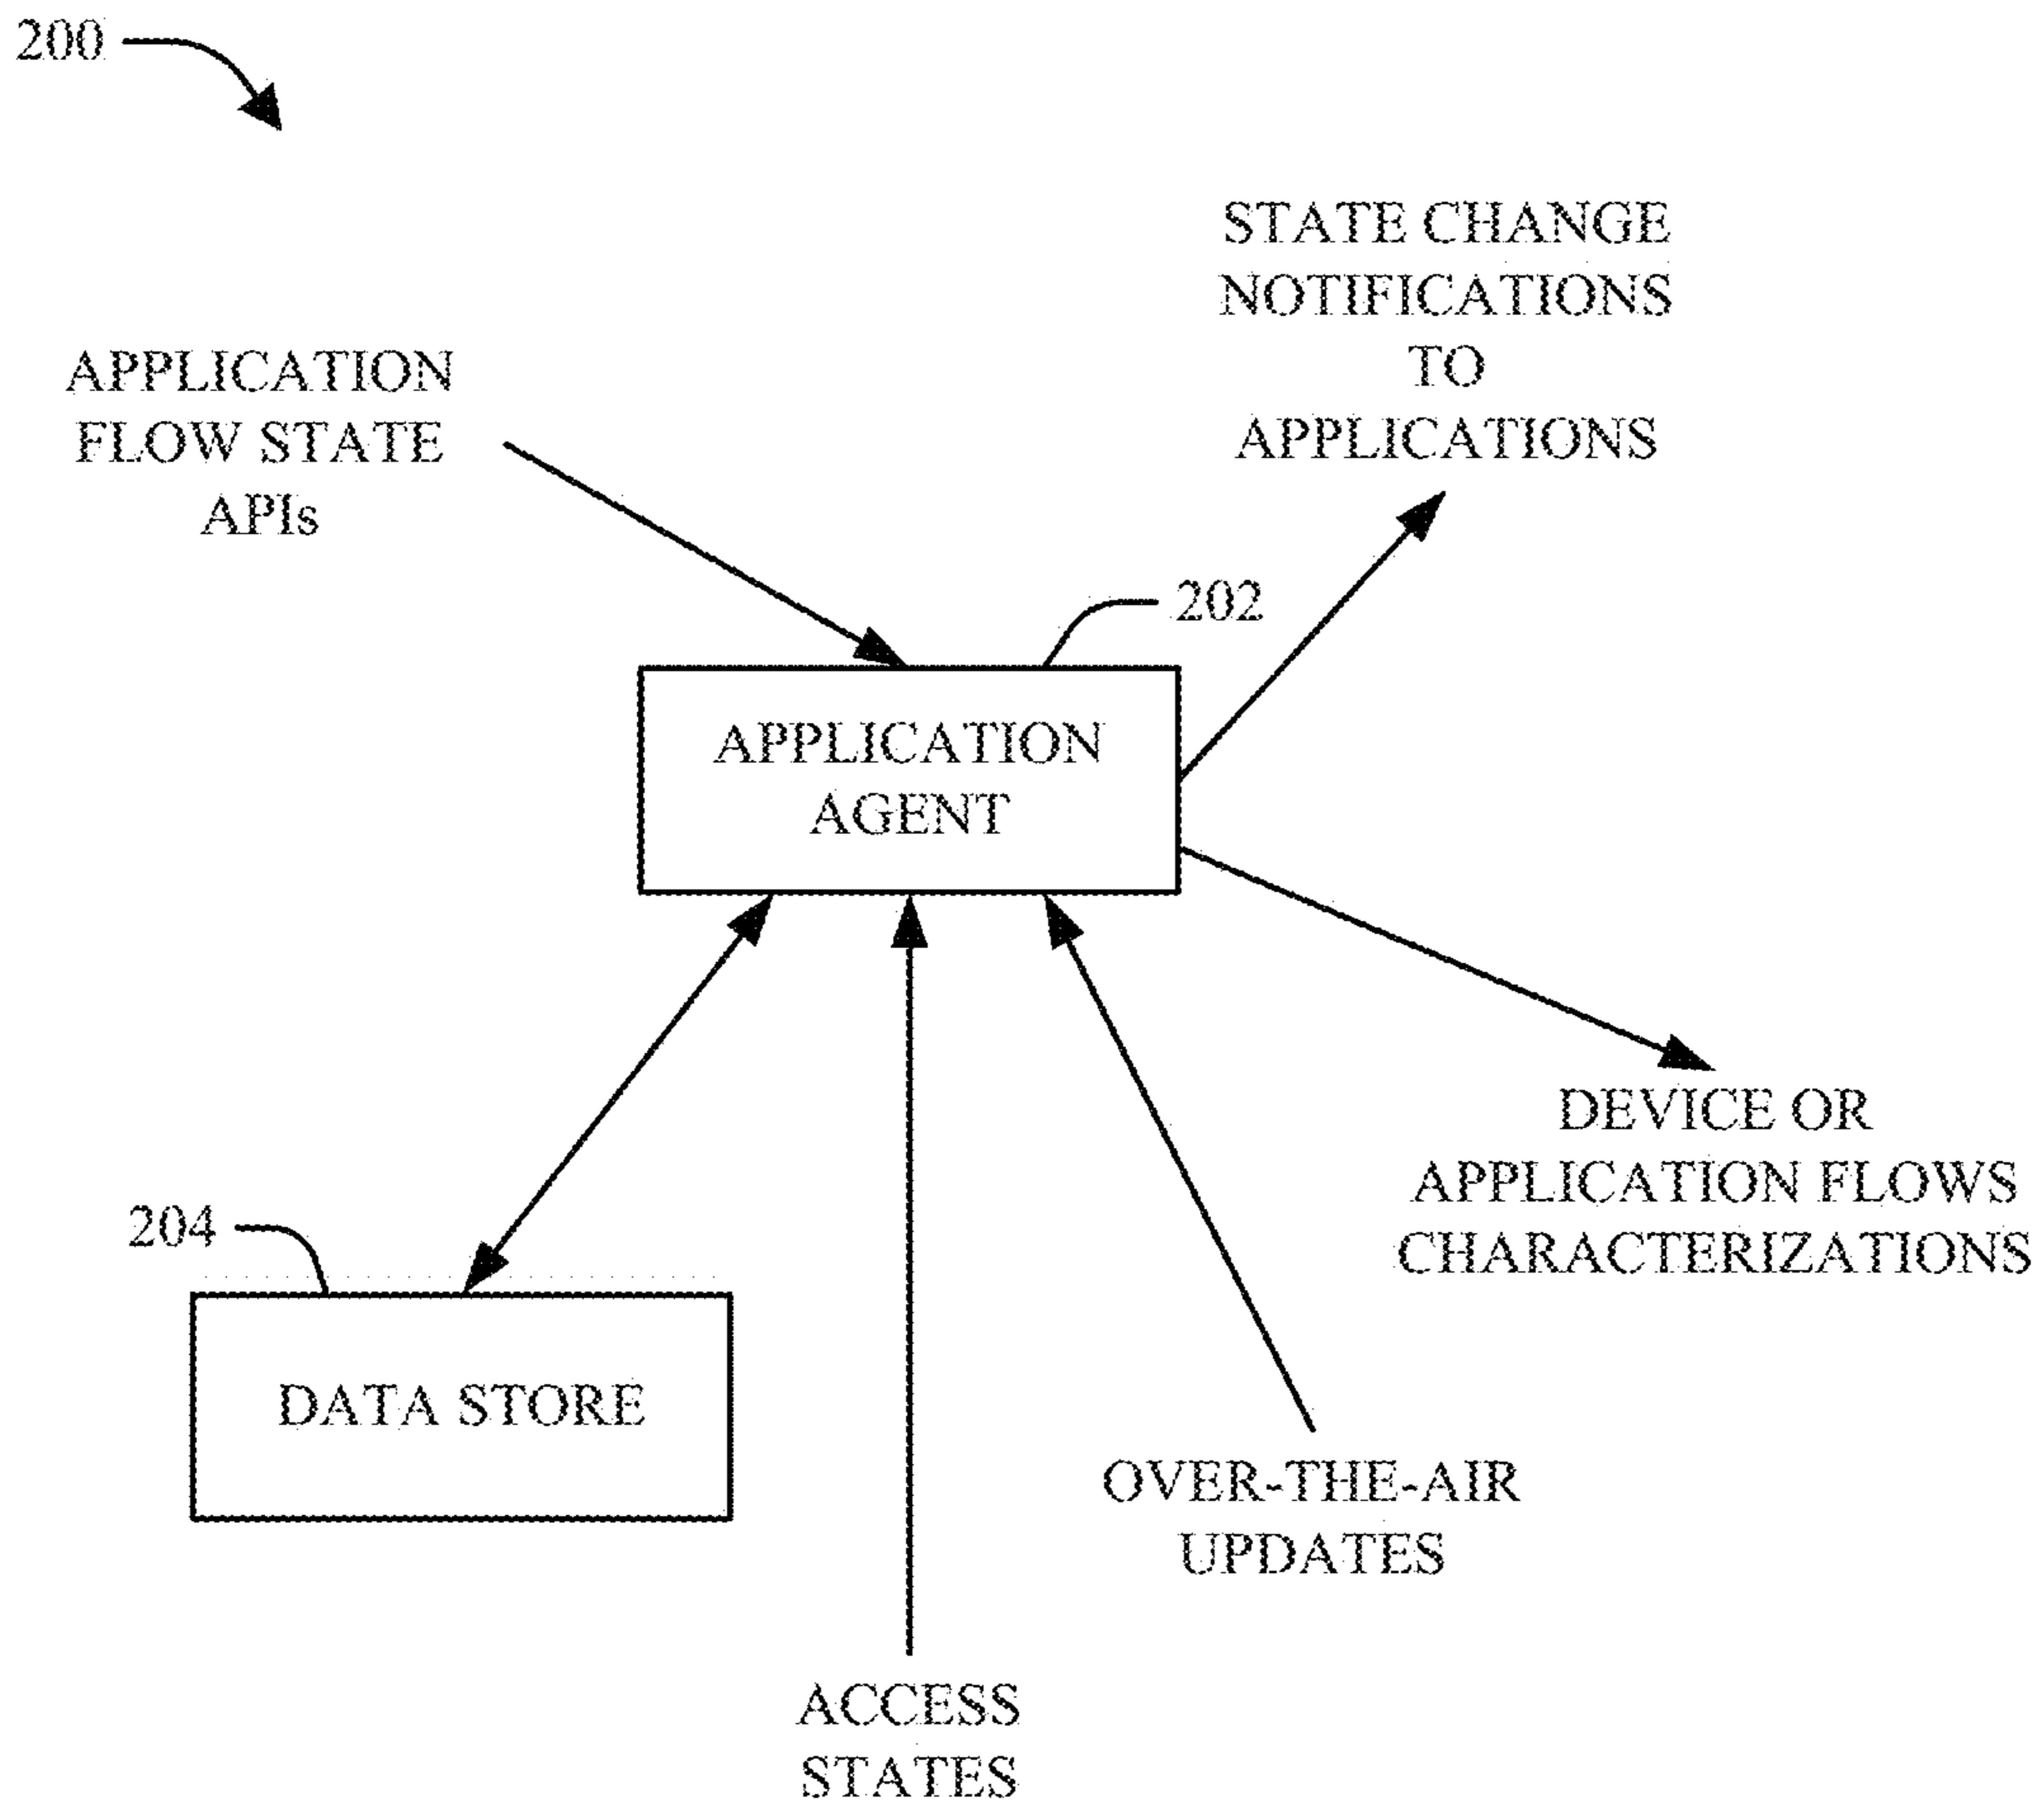 200
STATE CHANGE
NOTIFICATIONS
TO
APPLICATIONS
APPLICATION
FLOW STATE
APIs
202
APPLICATION
AGENT
DEVICE OR
APPLICATION FLOWS
CHARACTERIZATIONS
204
DATA STORE
OVER-THE-AIR
UPDATES
ACCESS
STATES